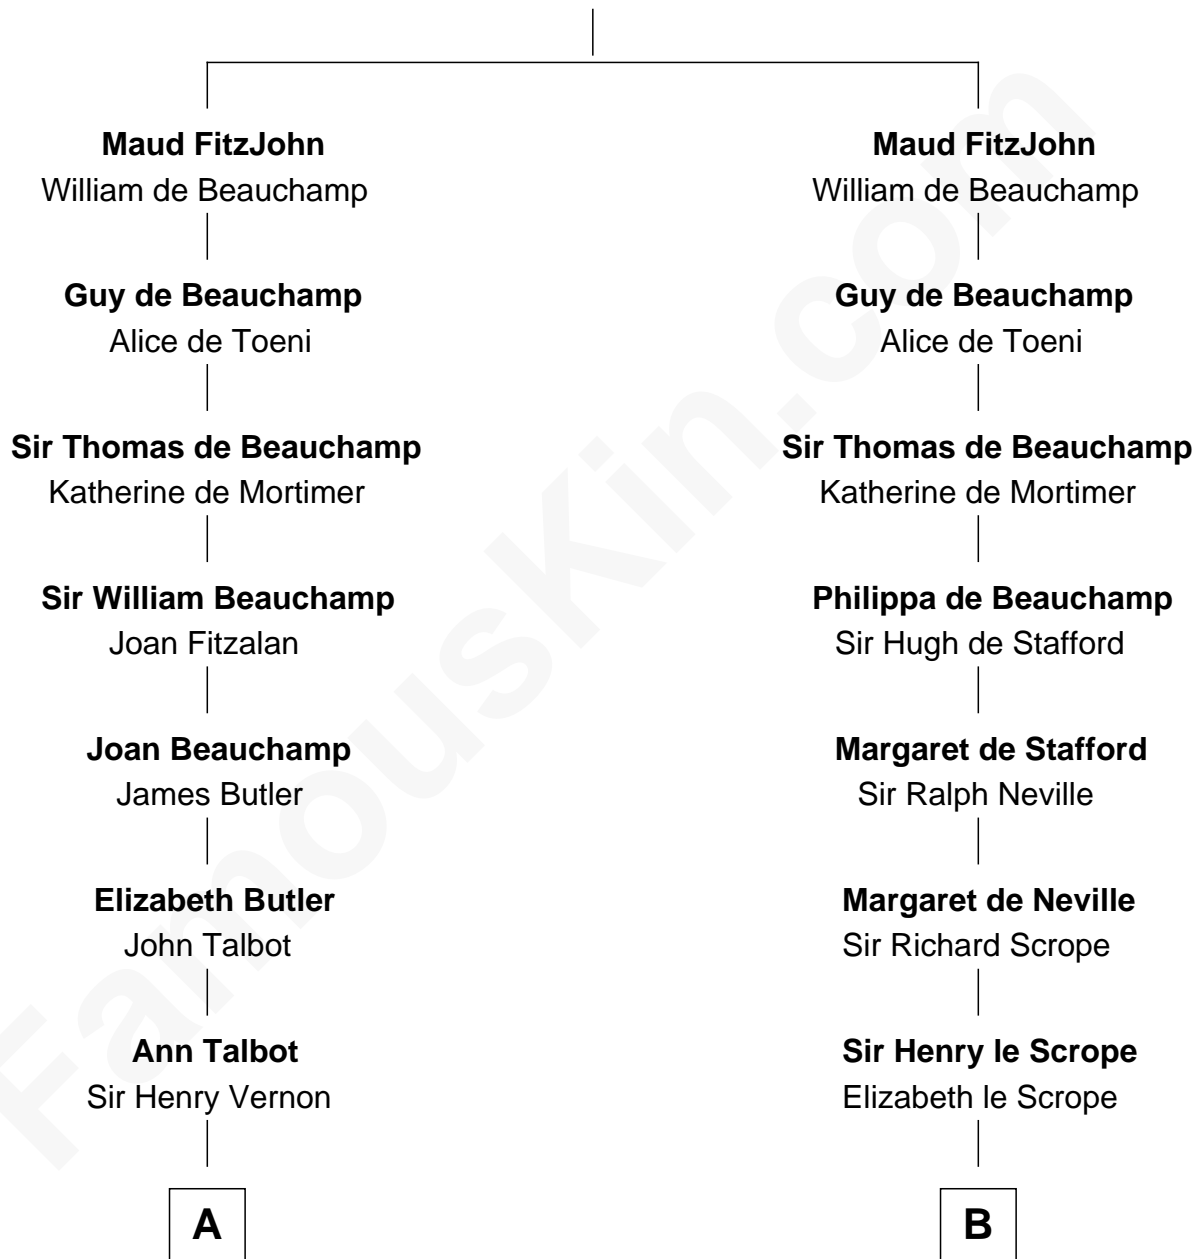 Maud FitzJohn
William de Beauchamp
Guy de Beauchamp
Alice de Toeni
Sir Thomas de Beauchamp
Katherine de Mortimer
Sir William Beauchamp
Joan Fitzalan
Joan Beauchamp
James Butler
Elizabeth Butler
John Talbot
Ann Talbot
Sir Henry Vernon
A
Maud FitzJohn
William de Beauchamp
Guy de Beauchamp
Alice de Toeni
Sir Thomas de Beauchamp
Katherine de Mortimer
Philippa de Beauchamp
Sir Hugh de Stafford
Margaret de Stafford
Sir Ralph Neville
Margaret de Neville
Sir Richard Scrope
Sir Henry le Scrope
Elizabeth le Scrope
B
FamousKin.com